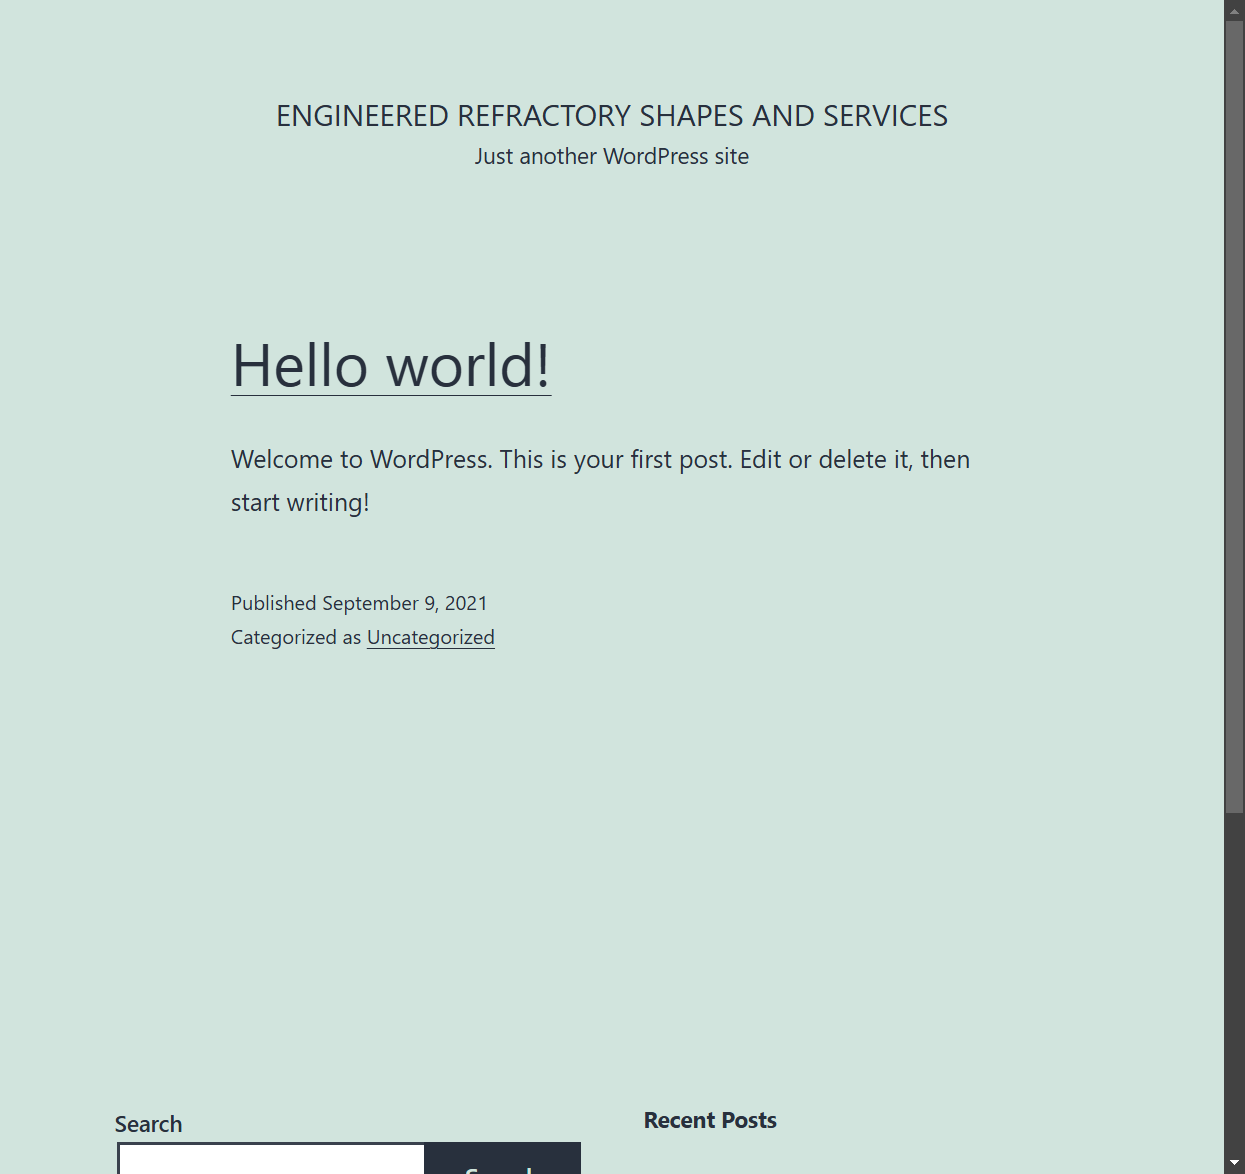 ENGINEERED REFRACTORY SHAPES AND SERVICES
Just another WordPress site
Hello world!
Welcome to WordPress. This is your first post. Edit or delete it, then
start writing!
Published September 9, 2021
Categorized as Uncategorized
Search
Recent Posts